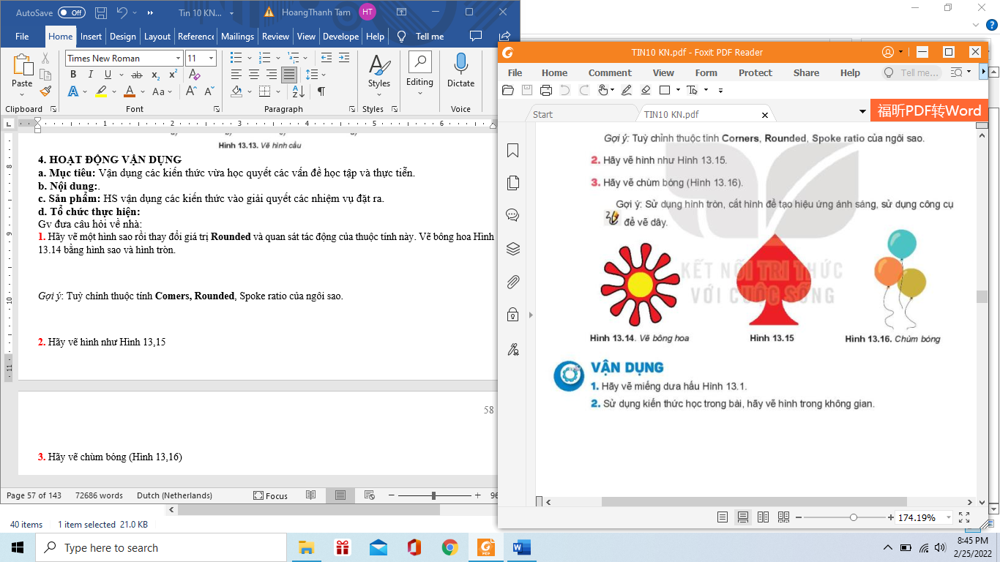 AutoSave Off Tin 10 KN... HoangThanh Tam HT
File Home Insert Design Layout Reference Mailings Review View Develope Help Tell me
Times New Roman 11
Paste Styles Editing Dictate
Clipboard Font Paragraph Styles Voice
1 2 3 4 5 6
Hình 13.13. Vẽ hình cầu
4. HOẠT ĐỘNG VẬN DỤNG
a. Mục tiêu: Vận dụng các kiến thức vừa học quyết các vấn đề học tập và thực tiễn.
b. Nội dung:.
c. Sản phẩm: HS vận dụng các kiến thức vào giải quyết các nhiệm vụ đặt ra.
d. Tổ chức thực hiện:
Gv đưa câu hỏi về nhà:
1. Hãy vẽ một hình sao rồi thay đổi giá trị Rounded và quan sát tác động của thuộc tính này. Vẽ bông hoa Hình
13.14 bằng hình sao và hình tròn.
Gợi ý: Tuỳ chỉnh thuộc tính Comers, Rounded, Spoke ratio của ngôi sao.
2. Hãy vẽ hình như Hình 13,15
58
3. Hãy vẽ chùm bóng (Hình 13,16)
Page 57 of 143 72686 words Dutch (Netherlands) Focus
40 items 1 item selected 21.0 KB
TIN10 KN.pdf - Foxit PDF Reader
File Home Comment View Form Protect Share Help Tell me...
Start TIN10 KN.pdf 福昕PDF转Word
Gợi ý: Tuỳ chỉnh thuộc tính Corners, Rounded, Spoke ratio của ngôi sao.
2. Hãy vẽ hình như Hình 13.15.
3. Hãy vẽ chùm bóng (Hình 13.16).
Gợi ý: Sử dụng hình tròn, cắt hình để tạo hiệu ứng ánh sáng, sử dụng công cụ
để vẽ dây.
KẾT NỐI TRI THỨC
VỚI CUỘC SỐNG
Hình 13.14. Vẽ bông hoa Hình 13.15 Hình 13.16. Chùm bóng
VẬN DỤNG
1. Hãy vẽ miếng dưa hấu Hình 13.1.
2. Sử dụng kiến thức học trong bài, hãy vẽ hình trong không gian.
174.19%
Type here to search
8:45 PM
2/25/2022